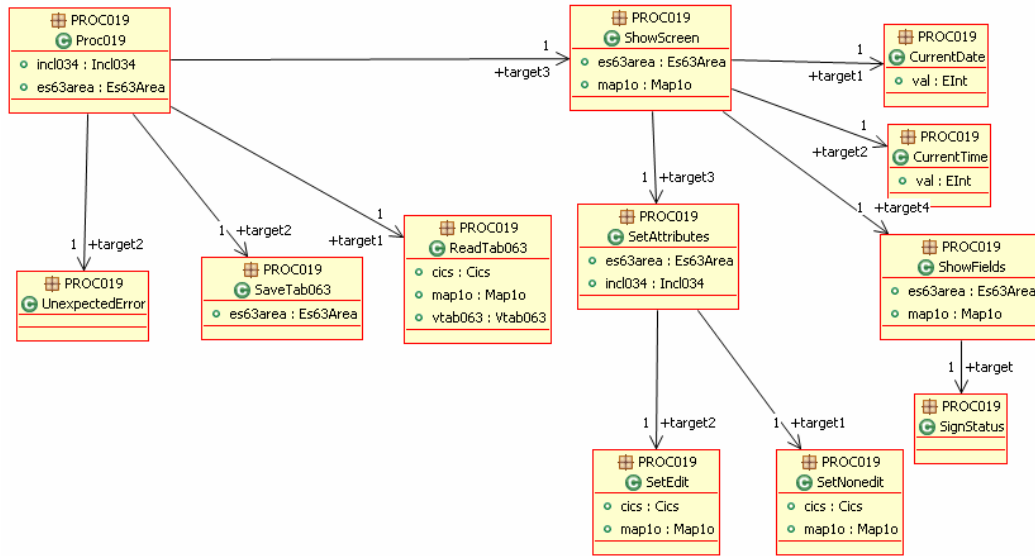 PROC019
Proc019
incl034 : Incl034
es63area : Es63Area
PROC019
ShowScreen
es63area : Es63Area
map1o : Map1o
PROC019
CurrentDate
val : EInt
PROC019
CurrentTime
val : EInt
PROC019
SetAttributes
es63area : Es63Area
incl034 : Incl034
PROC019
ShowFields
es63area : Es63Area
map1o : Map1o
PROC019
ReadTab063
cics : Cics
map1o : Map1o
vtab063 : Vtab063
PROC019
SaveTab063
es63area : Es63Area
PROC019
UnexpectedError
PROC019
SignStatus
PROC019
SetEdit
cics : Cics
map1o : Map1o
PROC019
SetNonedit
cics : Cics
map1o : Map1o
1
+target3
1
+target1
1
+target2
1 +target3
1
+target4
1 +target2
1 +target2
1
+target1
1 +target
1 +target2
1 +target1